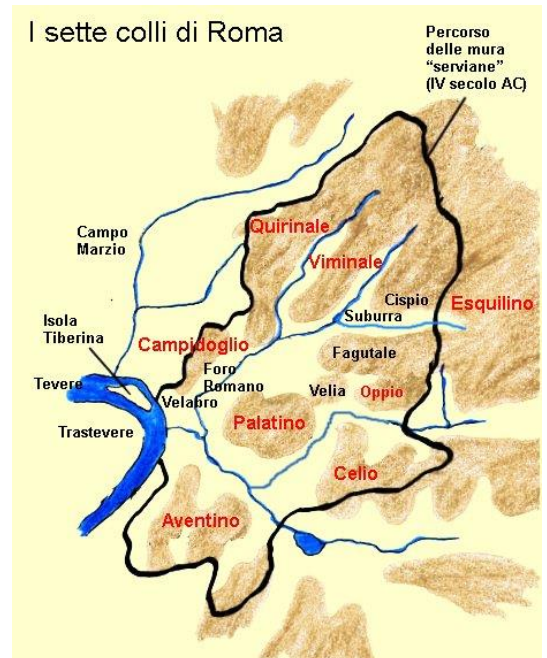 I sette colli di Roma
Percorso
delle mura
“serviane”
(IV secolo AC)
Quirinale
Campo
Marzio
Viminale
Cispio
Esquilino
Suburra
Isola
Tiberina
Campidoglio
Fagutale
Foro
Romano
Tevere
Velabro
Velia
Oppio
Palatino
Trastevere
Celio
Aventino